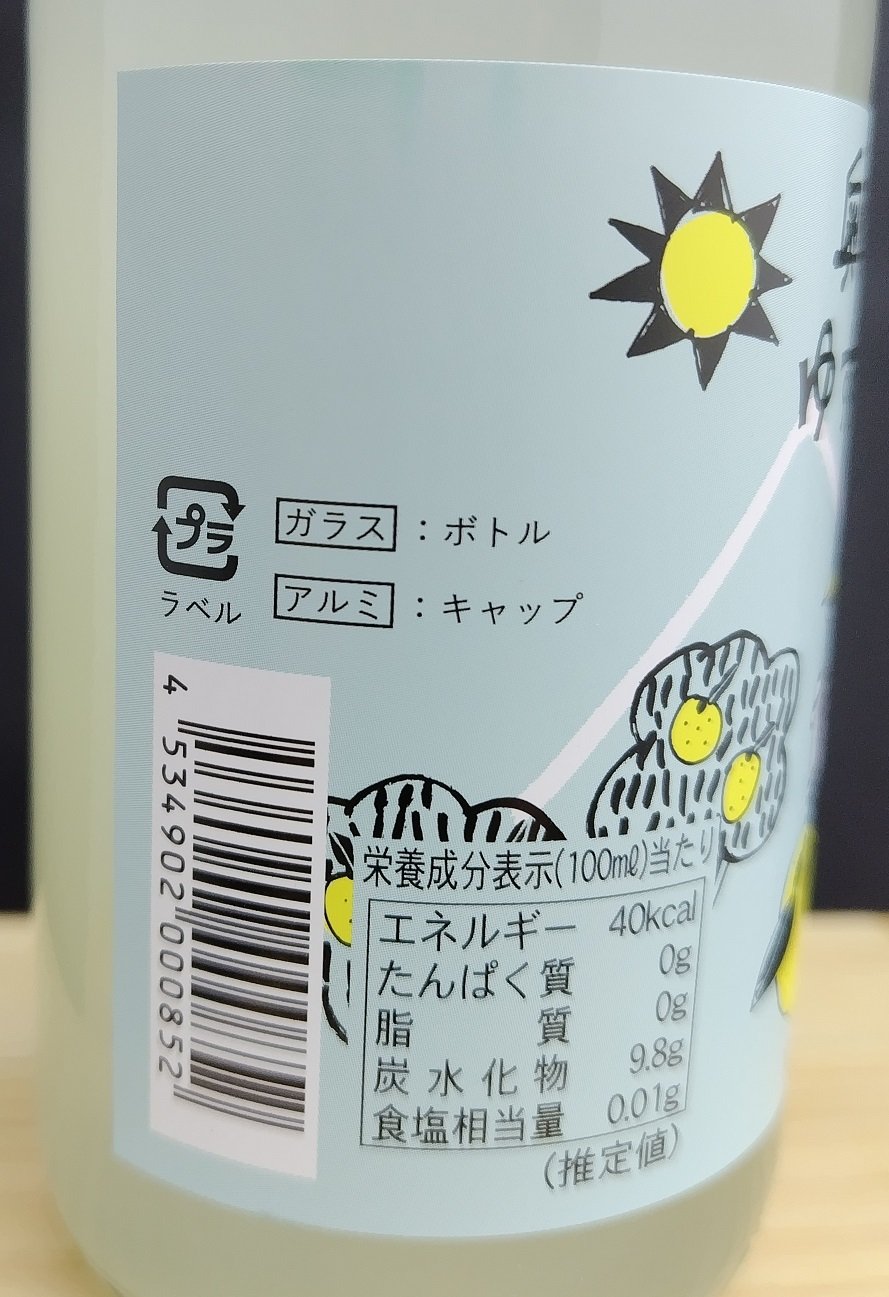 ゆ
プラ
ラベル
ガラス：ボトル
アルミ：キャップ
4 534902 000852
栄養成分表示(100mℓ)当たり
エネルギー 40kcal
たんぱく質 0g
脂質 0g
炭水化物 9.8g
食塩相当量 0.01g
(推定値)